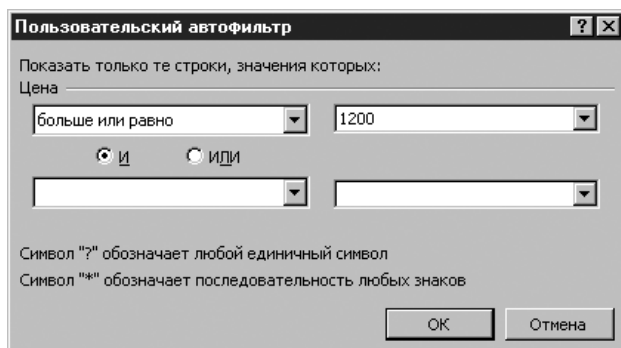 Пользовательский автофильтр
Показать только те строки, значения которых:
Цена
больше или равно 1200
И ИЛИ
Символ "?" обозначает любой единичный символ
Символ "*" обозначает последовательность любых знаков
ОК Отмена